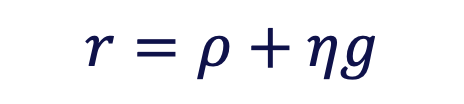 r = ρ + ηg